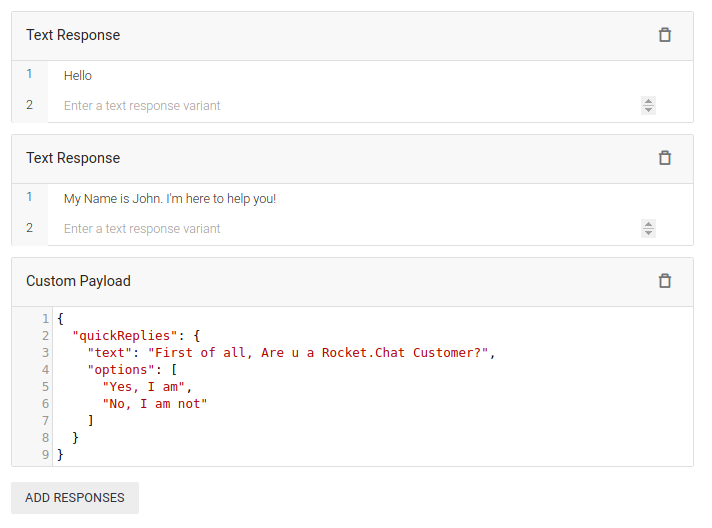 Text Response
1 Hello
2 Enter a text response variant
Text Response
1 My Name is John. I'm here to help you!
2 Enter a text response variant
Custom Payload
1 {
2   "quickReplies": {
3     "text": "First of all, Are u a Rocket.Chat Customer?",
4     "options": [
5       "Yes, I am",
6       "No, I am not"
7     ]
8   }
9 }
ADD RESPONSES